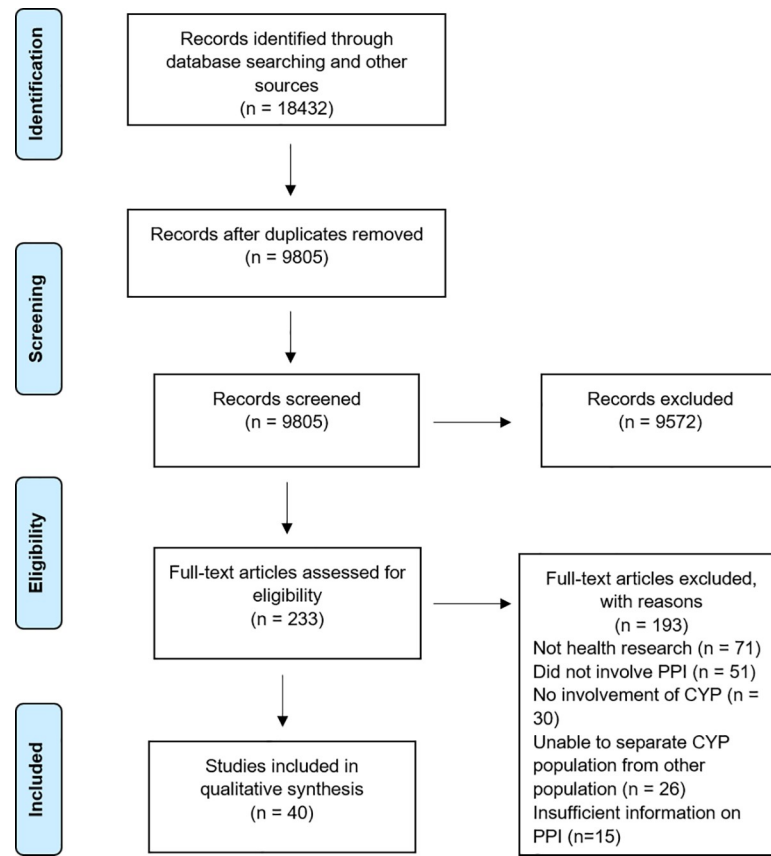 Identification
Records identified through
database searching and other
sources
(n = 18432)
Screening
Records after duplicates removed
(n = 9805)
Records screened
(n = 9805)
Records excluded
(n = 9572)
Eligibility
Full-text articles assessed for
eligibility
(n = 233)
Full-text articles excluded,
with reasons
(n = 193)
Not health research (n = 71)
Did not involve PPI (n = 51)
No involvement of CYP (n =
30)
Unable to separate CYP
population from other
population (n = 26)
Insufficient information on
PPI (n=15)
Included
Studies included in
qualitative synthesis
(n = 40)